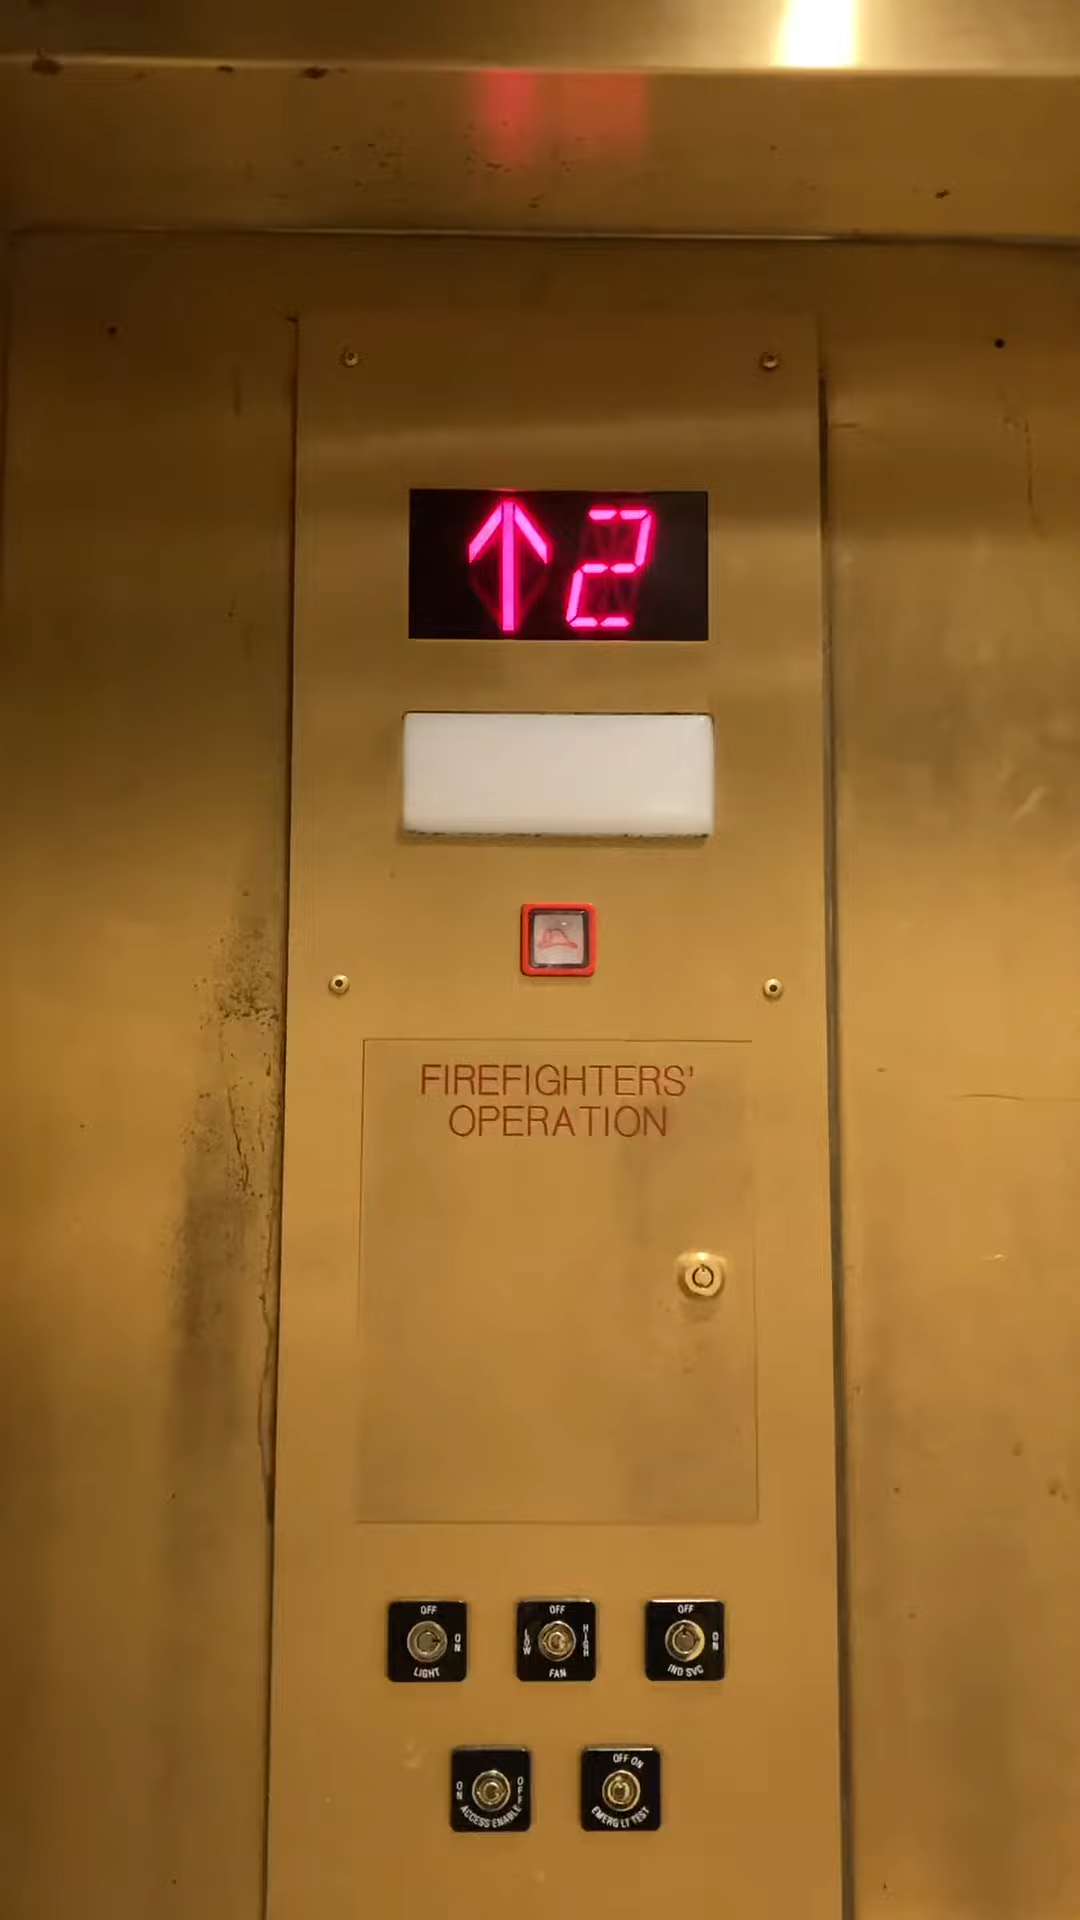 ↑2
FIREFIGHTERS'
OPERATION
OFF
ON
LIGHT
OFF
LOW
HIGH
FAN
OFF
ON
IND SVC
ON
OFF
ACCESS ENABLE
OFF ON
EMERG LT TEST